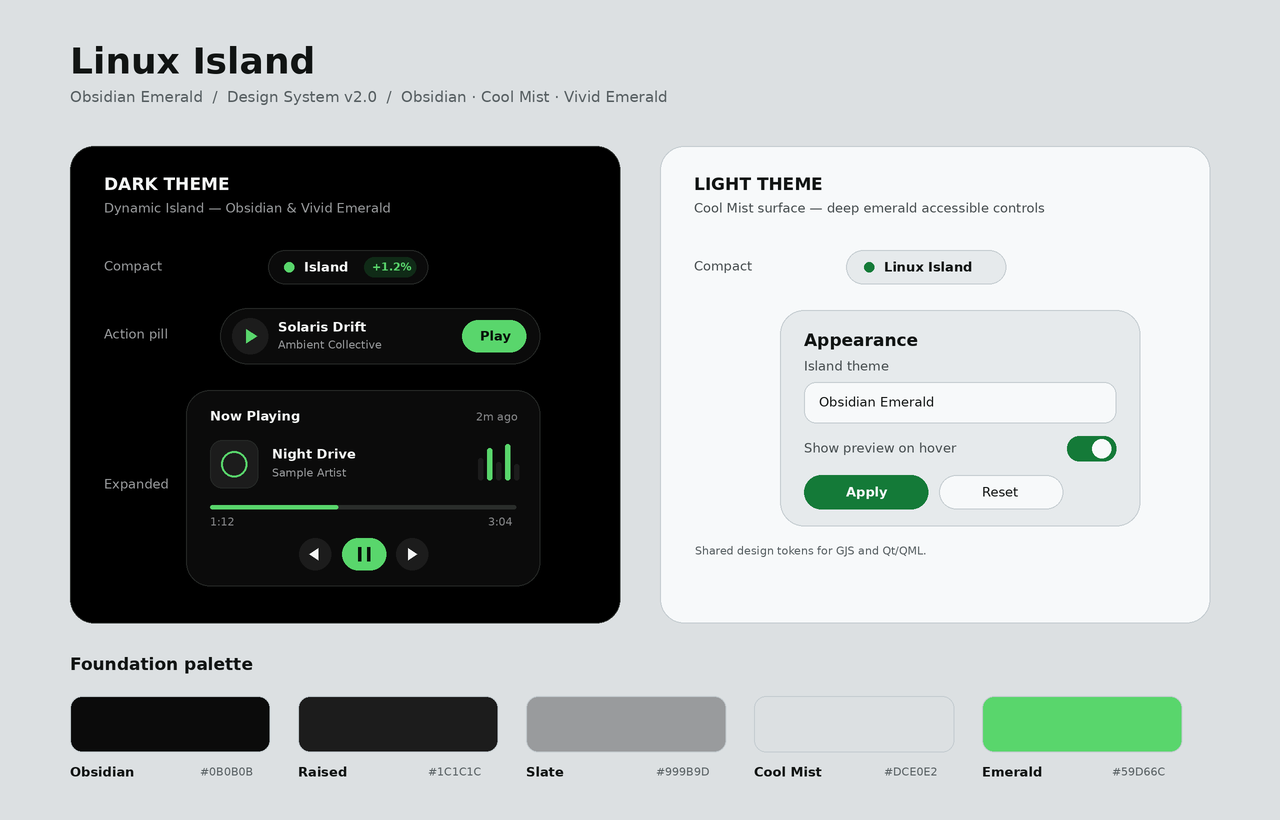 Linux Island
Obsidian Emerald / Design System v2.0 / Obsidian · Cool Mist · Vivid Emerald
DARK THEME
Dynamic Island — Obsidian & Vivid Emerald
Compact
Island
+1.2%
Action pill
Solaris Drift
Ambient Collective
Play
Expanded
Now Playing
2m ago
Night Drive
Sample Artist
1:12
3:04
LIGHT THEME
Cool Mist surface — deep emerald accessible controls
Compact
Linux Island
Appearance
Island theme
Obsidian Emerald
Show preview on hover
Apply
Reset
Shared design tokens for GJS and Qt/QML.
Foundation palette
Obsidian
#0B0B0B
Raised
#1C1C1C
Slate
#999B9D
Cool Mist
#DCE0E2
Emerald
#59D66C